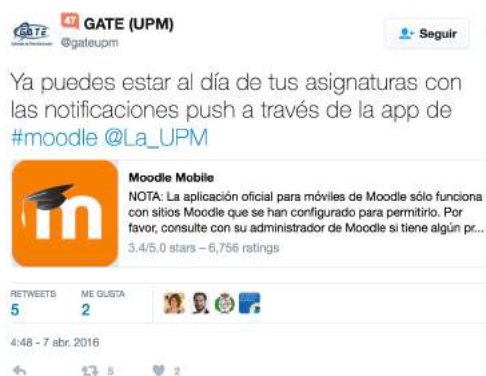 GATE
47 GATE (UPM)
@gateupm
Seguir
Ya puedes estar al día de tus asignaturas con
las notificaciones push a través de la app de
#moodle @La_UPM
m
Moodle Mobile
NOTA: La aplicación oficial para móviles de Moodle sólo funciona
con sitios Moodle que se han configurado para permitirlo. Por
favor, consulte con su administrador de Moodle si tiene algún pr...
3.4/5.0 stars – 6,756 ratings
RETWEETS ME GUSTA
5 2
4:48 - 7 abr. 2016
5 2